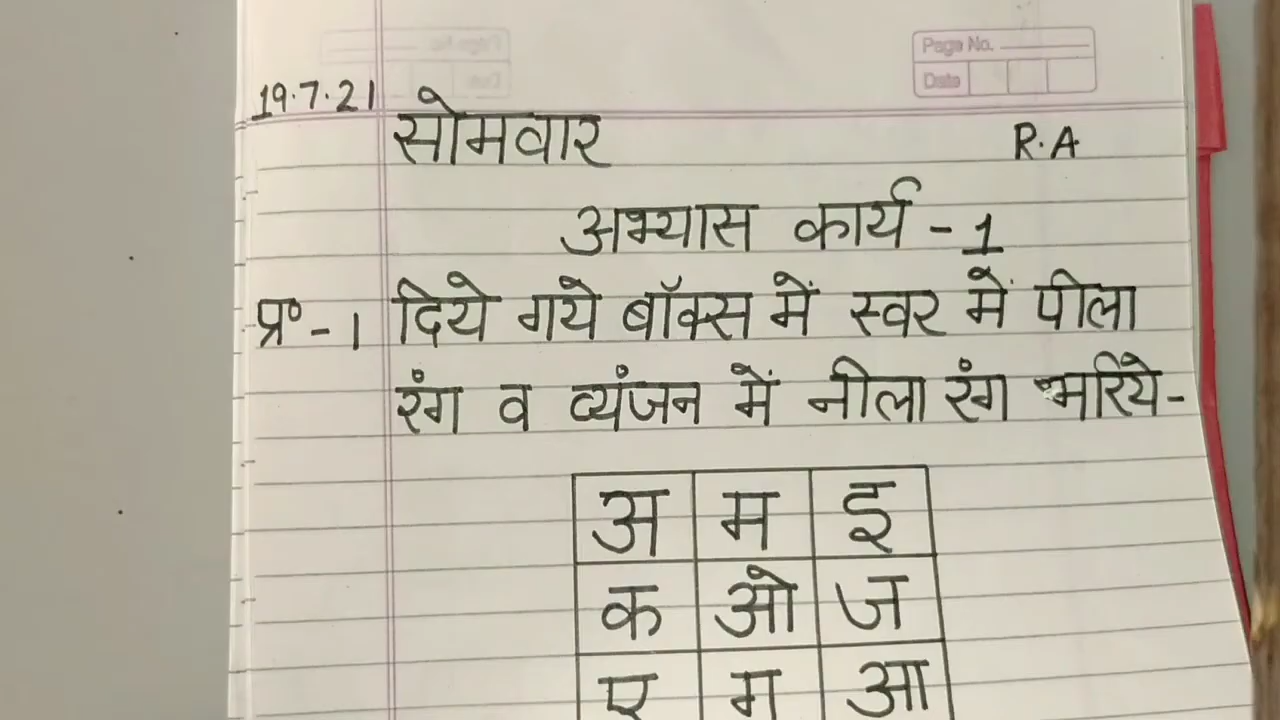 Page No.
Date
19.7.21
सोमवार
R.A
अभ्यास कार्य - 1
प्र० - 1 दिये गये बॉक्स में स्वर में पीला
रंग व व्यंजन में नीला रंग भरिये-
अ म इ
क ओ ज
ए ग आ